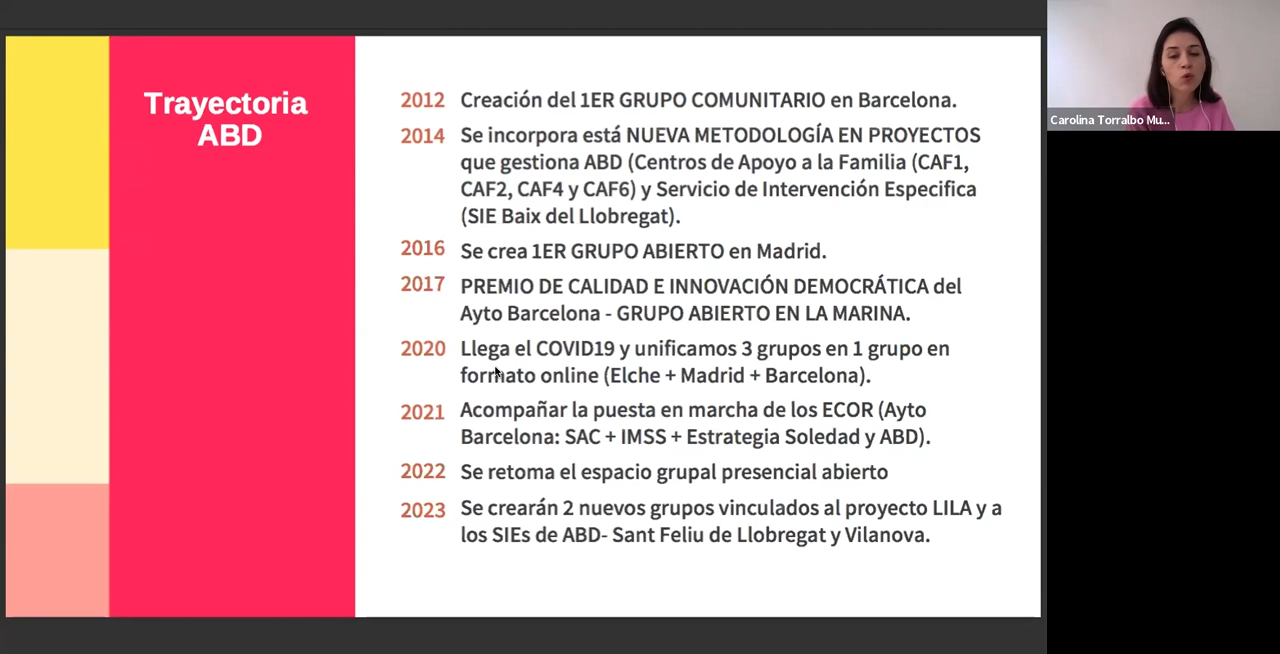 Trayectoria
ABD
2012 Creación del 1ER GRUPO COMUNITARIO en Barcelona.
2014 Se incorpora está NUEVA METODOLOGÍA EN PROYECTOS
que gestiona ABD (Centros de Apoyo a la Familia (CAF1,
CAF2, CAF4 y CAF6) y Servicio de Intervención Especifica
(SIE Baix del Llobregat).
2016 Se crea 1ER GRUPO ABIERTO en Madrid.
2017 PREMIO DE CALIDAD E INNOVACIÓN DEMOCRÁTICA del
Ayto Barcelona - GRUPO ABIERTO EN LA MARINA.
2020 Llega el COVID19 y unificamos 3 grupos en 1 grupo en
formato online (Elche + Madrid + Barcelona).
2021 Acompañar la puesta en marcha de los ECOR (Ayto
Barcelona: SAC + IMSS + Estrategia Soledad y ABD).
2022 Se retoma el espacio grupal presencial abierto
2023 Se crearán 2 nuevos grupos vinculados al proyecto LILA y a
los SIEs de ABD- Sant Feliu de Llobregat y Vilanova.
Carolina Torralbo Mu...